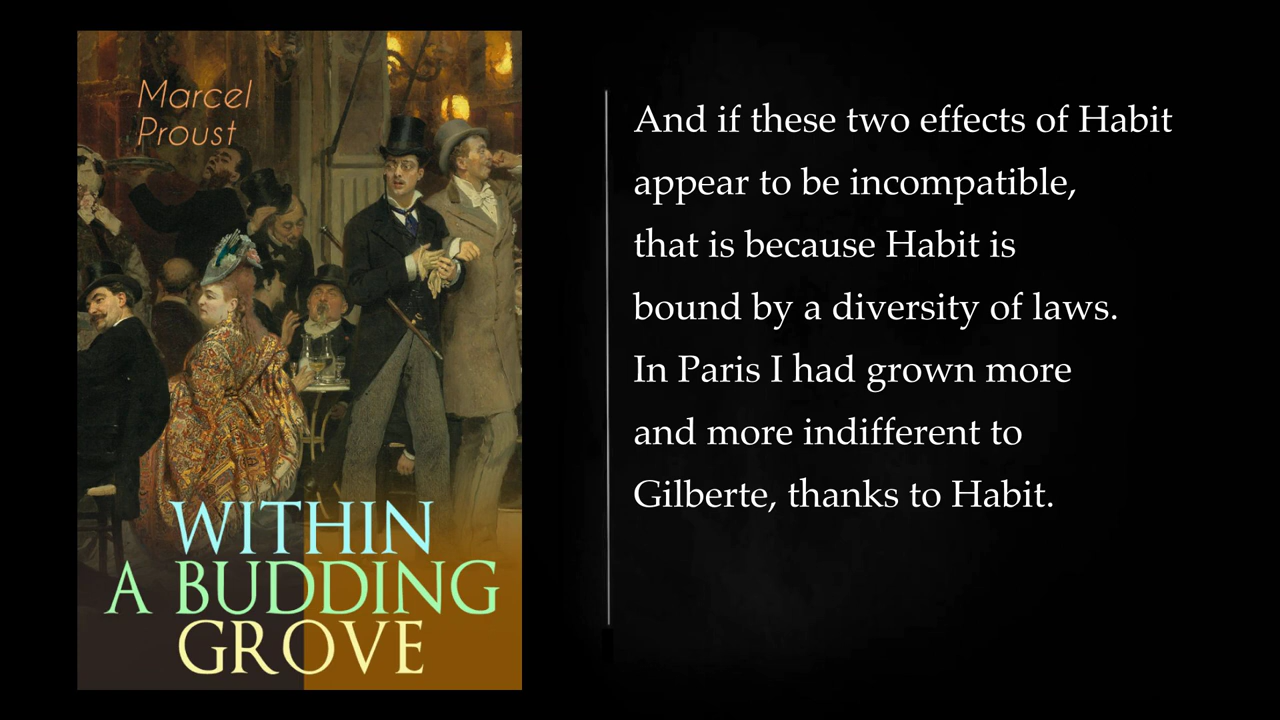 Marcel
Proust
WITHIN
A BUDDING
GROVE
And if these two effects of Habit
appear to be incompatible,
that is because Habit is
bound by a diversity of laws.
In Paris I had grown more
and more indifferent to
Gilberte, thanks to Habit.